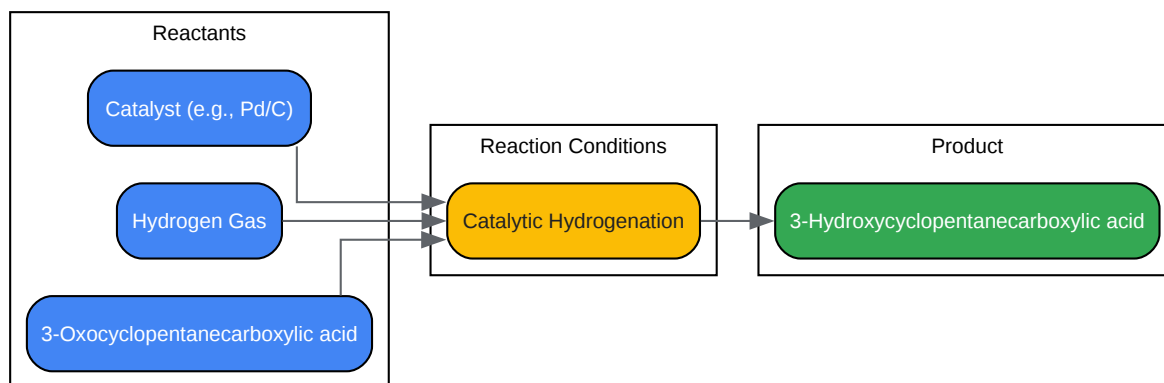 Reactants
Catalyst (e.g., Pd/C)
Hydrogen Gas
3-Oxocyclopentanecarboxylic acid
Reaction Conditions
Catalytic Hydrogenation
Product
3-Hydroxycyclopentanecarboxylic acid